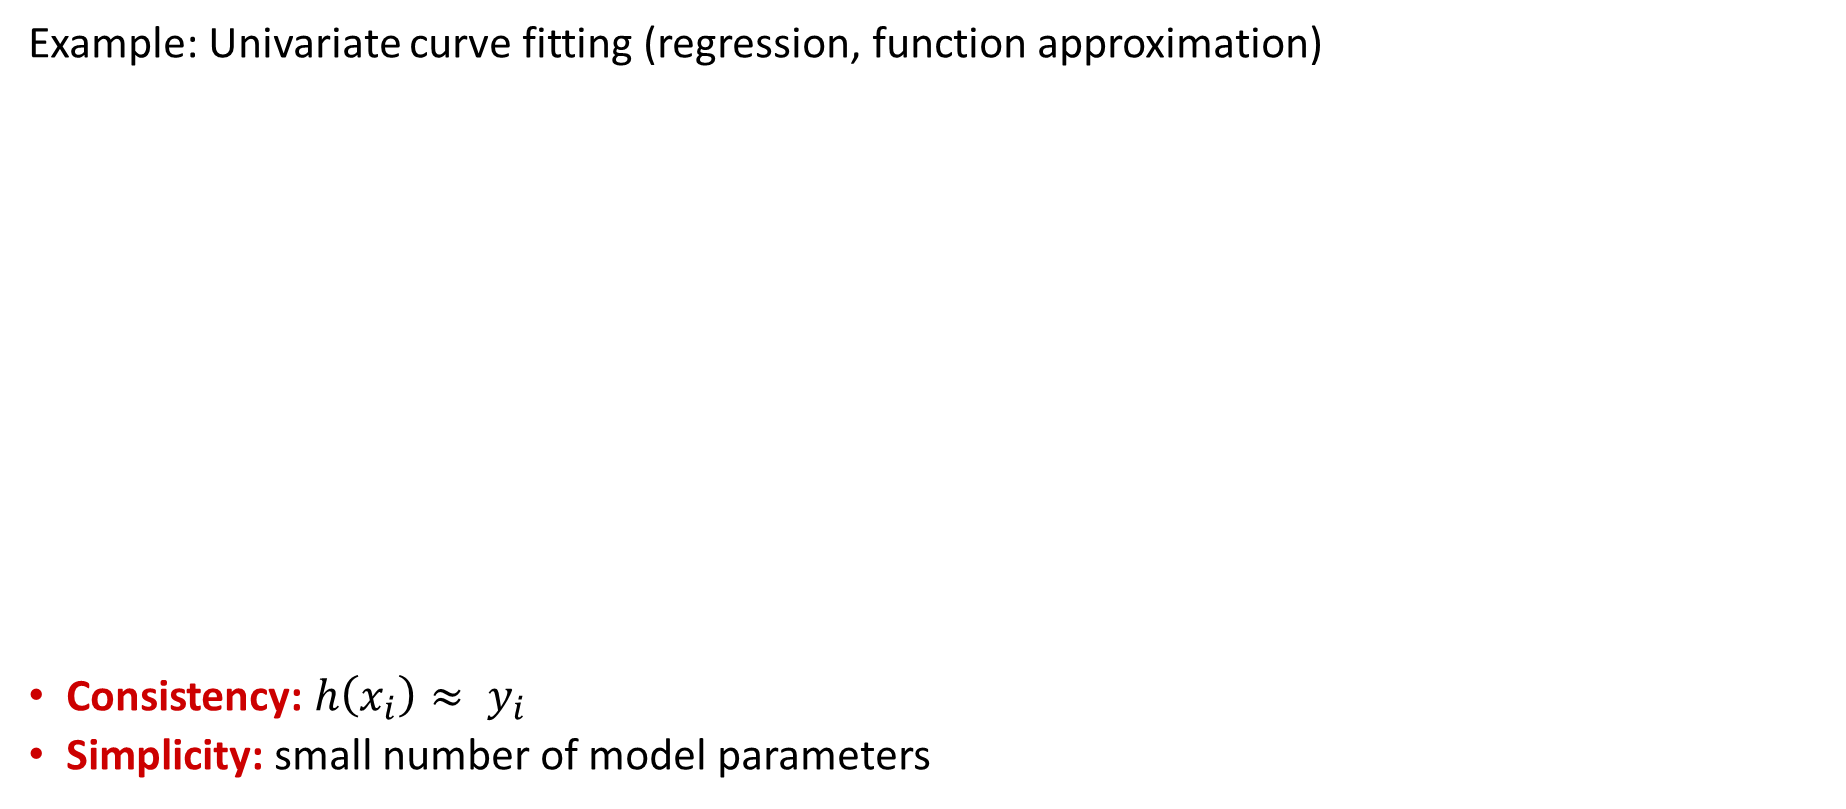 Example: Univariate curve fitting (regression, function approximation)
• Consistency: h(xᵢ) ≈ yᵢ
• Simplicity: small number of model parameters